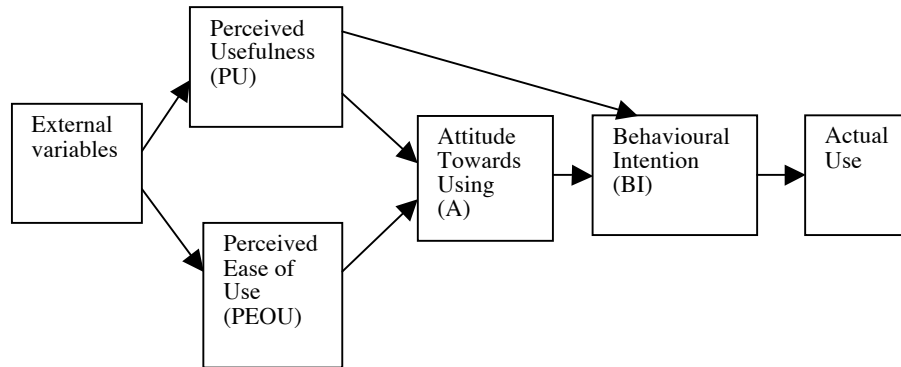 External
variables
Perceived
Usefulness
(PU)
Perceived
Ease of
Use
(PEOU)
Attitude
Towards
Using
(A)
Behavioural
Intention
(BI)
Actual
Use